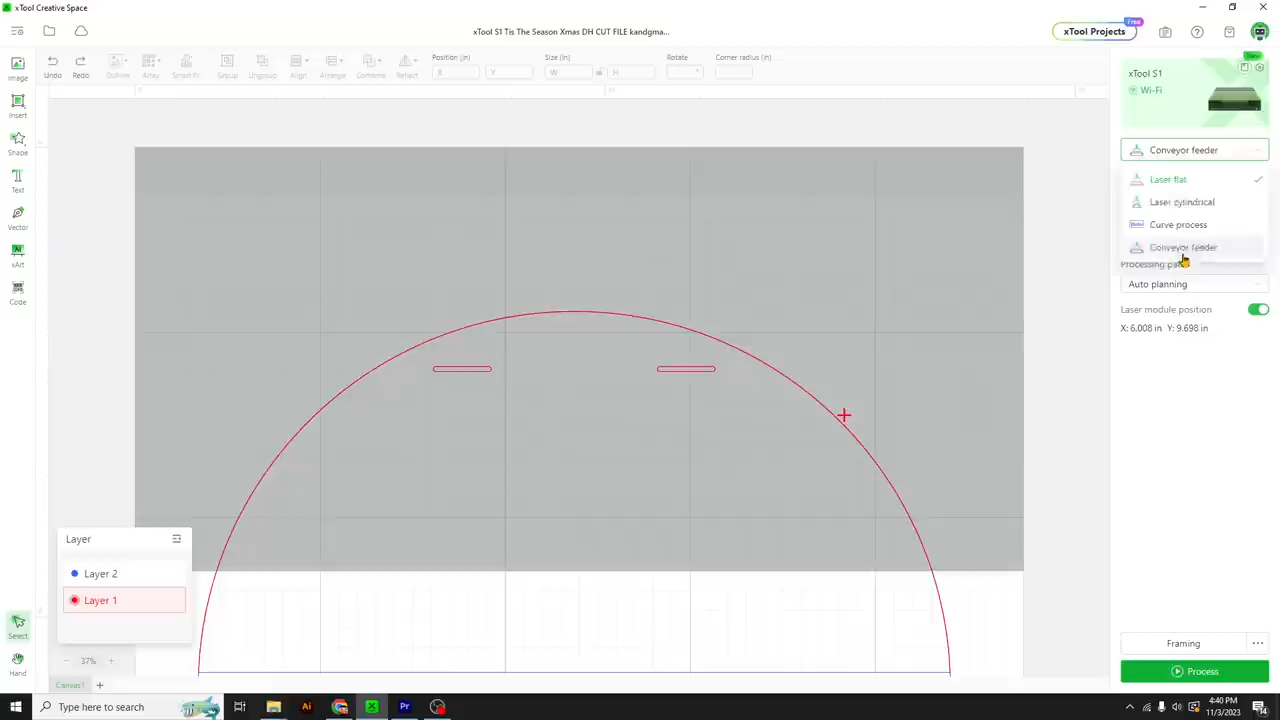 xTool Creative Space
xTool S1 Tis The Season Xmas DH CUT FILE kandgma...
Free
xTool Projects
Undo
Redo
Outline
Array
Smart fill
Group
Ungroup
Align
Arrange
Combine
Reflect
Position (in)
X
Y
Size (in)
W
H
Rotate
°
Corner radius (in)
Image
Insert
Shape
Text
Vector
xArt
Code
Select
Hand
New
xTool S1
Wi-Fi
Conveyor feeder
Laser flat
Laser cylindrical
Curve process
Conveyor feeder
Processing
Auto planning
Laser module position
X: 6.008 in Y: 9.698 in
Layer
Layer 2
Layer 1
37%
Canvas1
Framing
Process
Type here to search
4:40 PM
11/3/2023
14